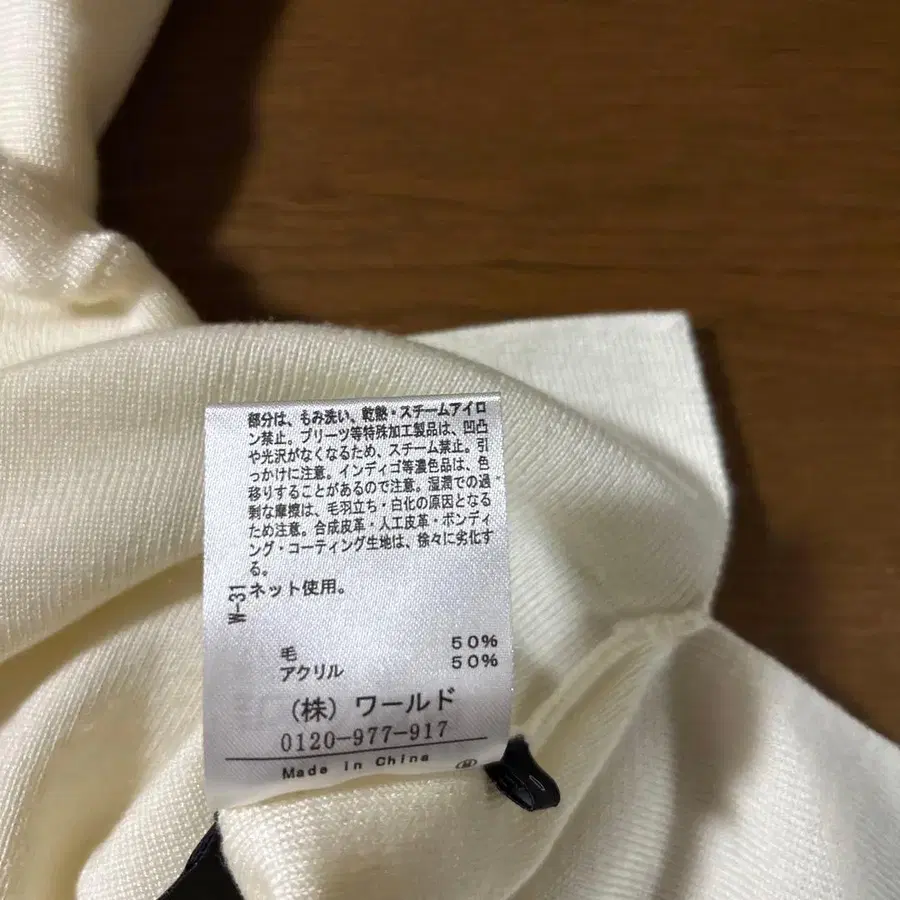 部分は、もみ洗い、乾熱・スチームアイロ
ン禁止。プリーツ等特殊加工製品は、凹凸
や光沢がなくなるため、スチーム禁止。引
っかけに注意。インディゴ等濃色品は、色
移りすることがあるので注意。湿潤での過
剰な摩擦は、毛羽立ち・白化の原因となる
ため注意。合成皮革・人工皮革・ボンディ
ング・コーティング生地は、徐々に劣化す
る。
ネット使用。
W-31
毛 50%
アクリル 50%
(株)ワールド
0120-977-917
Made in China